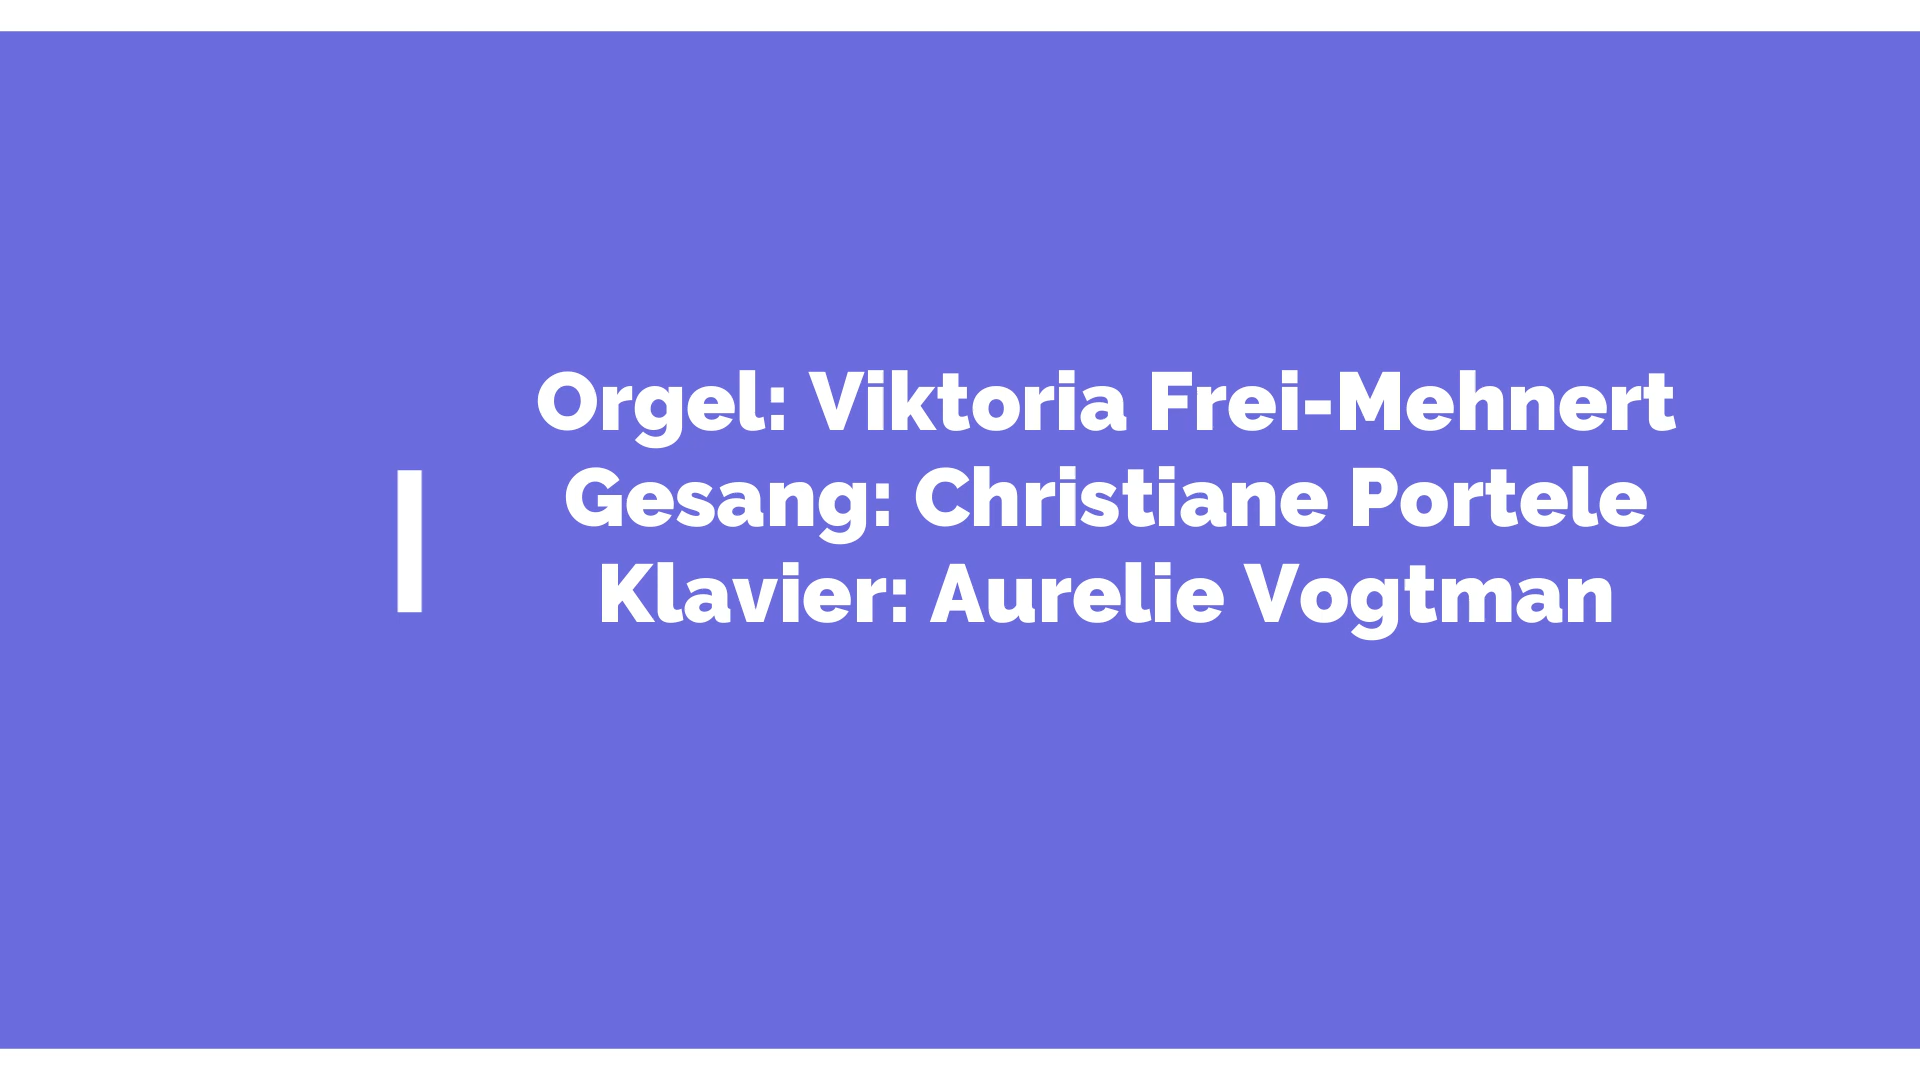 Orgel: Viktoria Frei-Mehnert
Gesang: Christiane Portele
Klavier: Aurelie Vogtman